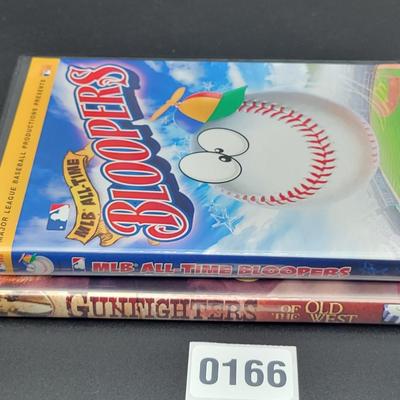 MAJOR LEAGUE BASEBALL PRODUCTIONS PRESENTS
MLB ALL-TIME
BLOOPERS
MLB ALL-TIME BLOOPERS
GUNFIGHTERS OF THE OLD WEST
0166